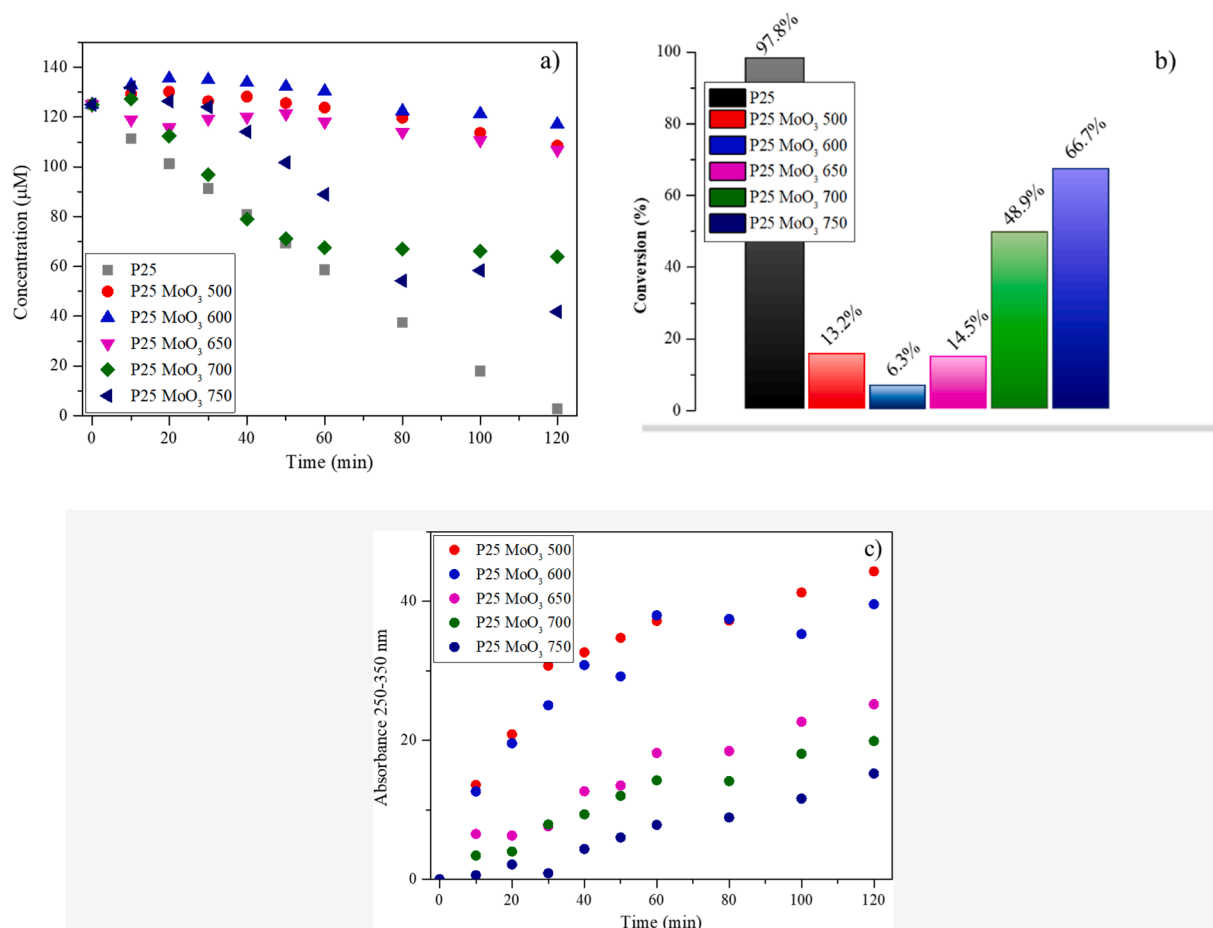 a)
140
120
100
80
60
40
20
0
Concentration (μM)
P25
P25 MoO₃ 500
P25 MoO₃ 600
P25 MoO₃ 650
P25 MoO₃ 700
P25 MoO₃ 750
0 20 40 60 80 100 120
Time (min)
b)
100
80
60
40
20
0
Conversion (%)
97.8%
13.2%
6.3%
14.5%
48.9%
66.7%
P25
P25 MoO₃ 500
P25 MoO₃ 600
P25 MoO₃ 650
P25 MoO₃ 700
P25 MoO₃ 750
c)
40
20
0
Absorbance 250-350 nm
P25 MoO₃ 500
P25 MoO₃ 600
P25 MoO₃ 650
P25 MoO₃ 700
P25 MoO₃ 750
0 20 40 60 80 100 120
Time (min)